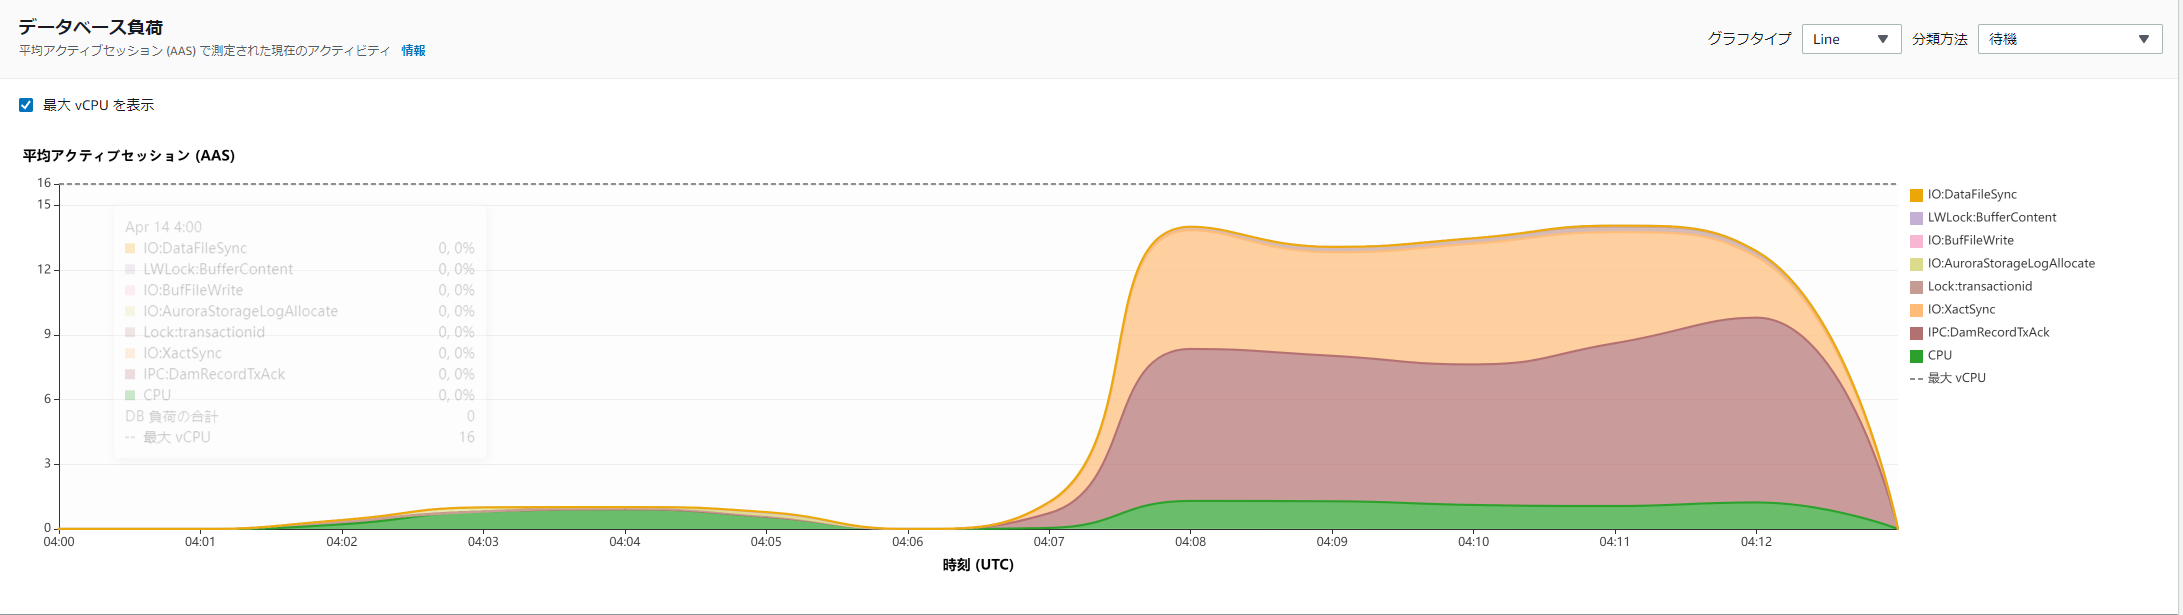 データベース負荷
平均アクティブセッション (AAS) で測定された現在のアクティビティ 情報
グラフタイプ Line 分類方法 待機
最大 vCPU を表示
平均アクティブセッション (AAS)
16
15
12
9
6
3
0
Apr 14 4:00
IO:DataFileSync 0, 0%
LWLock:BufferContent 0, 0%
IO:BufFileWrite 0, 0%
IO:AuroraStorageLogAllocate 0, 0%
Lock:transactionid 0, 0%
IO:XactSync 0, 0%
IPC:DamRecordTxAck 0, 0%
CPU 0, 0%
DB 負荷の合計 0
最大 vCPU 16
04:00 04:01 04:02 04:03 04:04 04:05 04:06 04:07 04:08 04:09 04:10 04:11 04:12
時刻 (UTC)
IO:DataFileSync
LWLock:BufferContent
IO:BufFileWrite
IO:AuroraStorageLogAllocate
Lock:transactionid
IO:XactSync
IPC:DamRecordTxAck
CPU
最大 vCPU